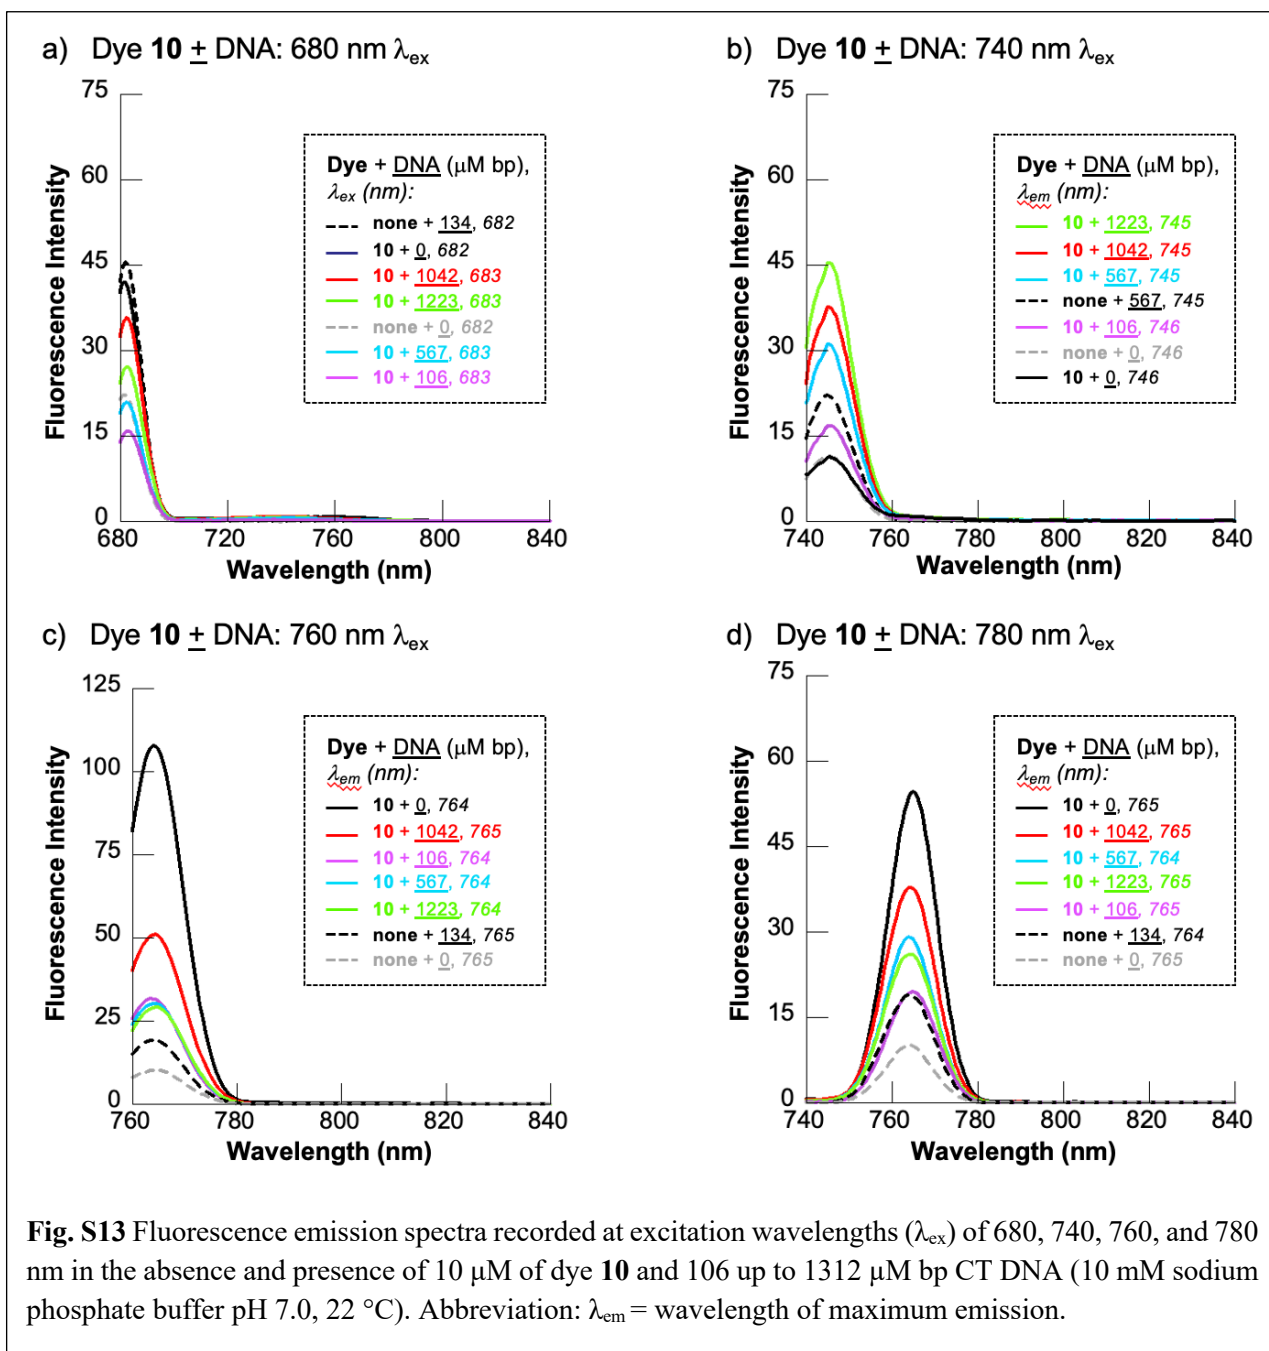 a) Dye 10 ± DNA: 680 nm λex
75
60
45
30
15
0
680
720
760
800
840
Fluorescence Intensity
Wavelength (nm)
Dye + DNA (μM bp),
λex (nm):
none + 134, 682
10 + 0, 682
10 + 1042, 683
10 + 1223, 683
none + 0, 682
10 + 567, 683
10 + 106, 683
b) Dye 10 ± DNA: 740 nm λex
75
60
45
30
15
0
740
760
780
800
820
840
Fluorescence Intensity
Wavelength (nm)
Dye + DNA (μM bp),
λem (nm):
10 + 1223, 745
10 + 1042, 745
10 + 567, 745
none + 567, 745
10 + 106, 746
none + 0, 746
10 + 0, 746
c) Dye 10 ± DNA: 760 nm λex
125
100
75
50
25
0
760
780
800
820
840
Fluorescence Intensity
Wavelength (nm)
Dye + DNA (μM bp),
λem (nm):
10 + 0, 764
10 + 1042, 765
10 + 106, 764
10 + 567, 764
10 + 1223, 764
none + 134, 765
none + 0, 765
d) Dye 10 ± DNA: 780 nm λex
75
60
45
30
15
0
740
760
780
800
820
840
Fluorescence Intensity
Wavelength (nm)
Dye + DNA (μM bp),
λem (nm):
10 + 0, 765
10 + 1042, 765
10 + 567, 764
10 + 1223, 765
10 + 106, 765
none + 134, 764
none + 0, 765
Fig. S13 Fluorescence emission spectra recorded at excitation wavelengths (λex) of 680, 740, 760, and 780
nm in the absence and presence of 10 μM of dye 10 and 106 up to 1312 μM bp CT DNA (10 mM sodium
phosphate buffer pH 7.0, 22 °C). Abbreviation: λem = wavelength of maximum emission.